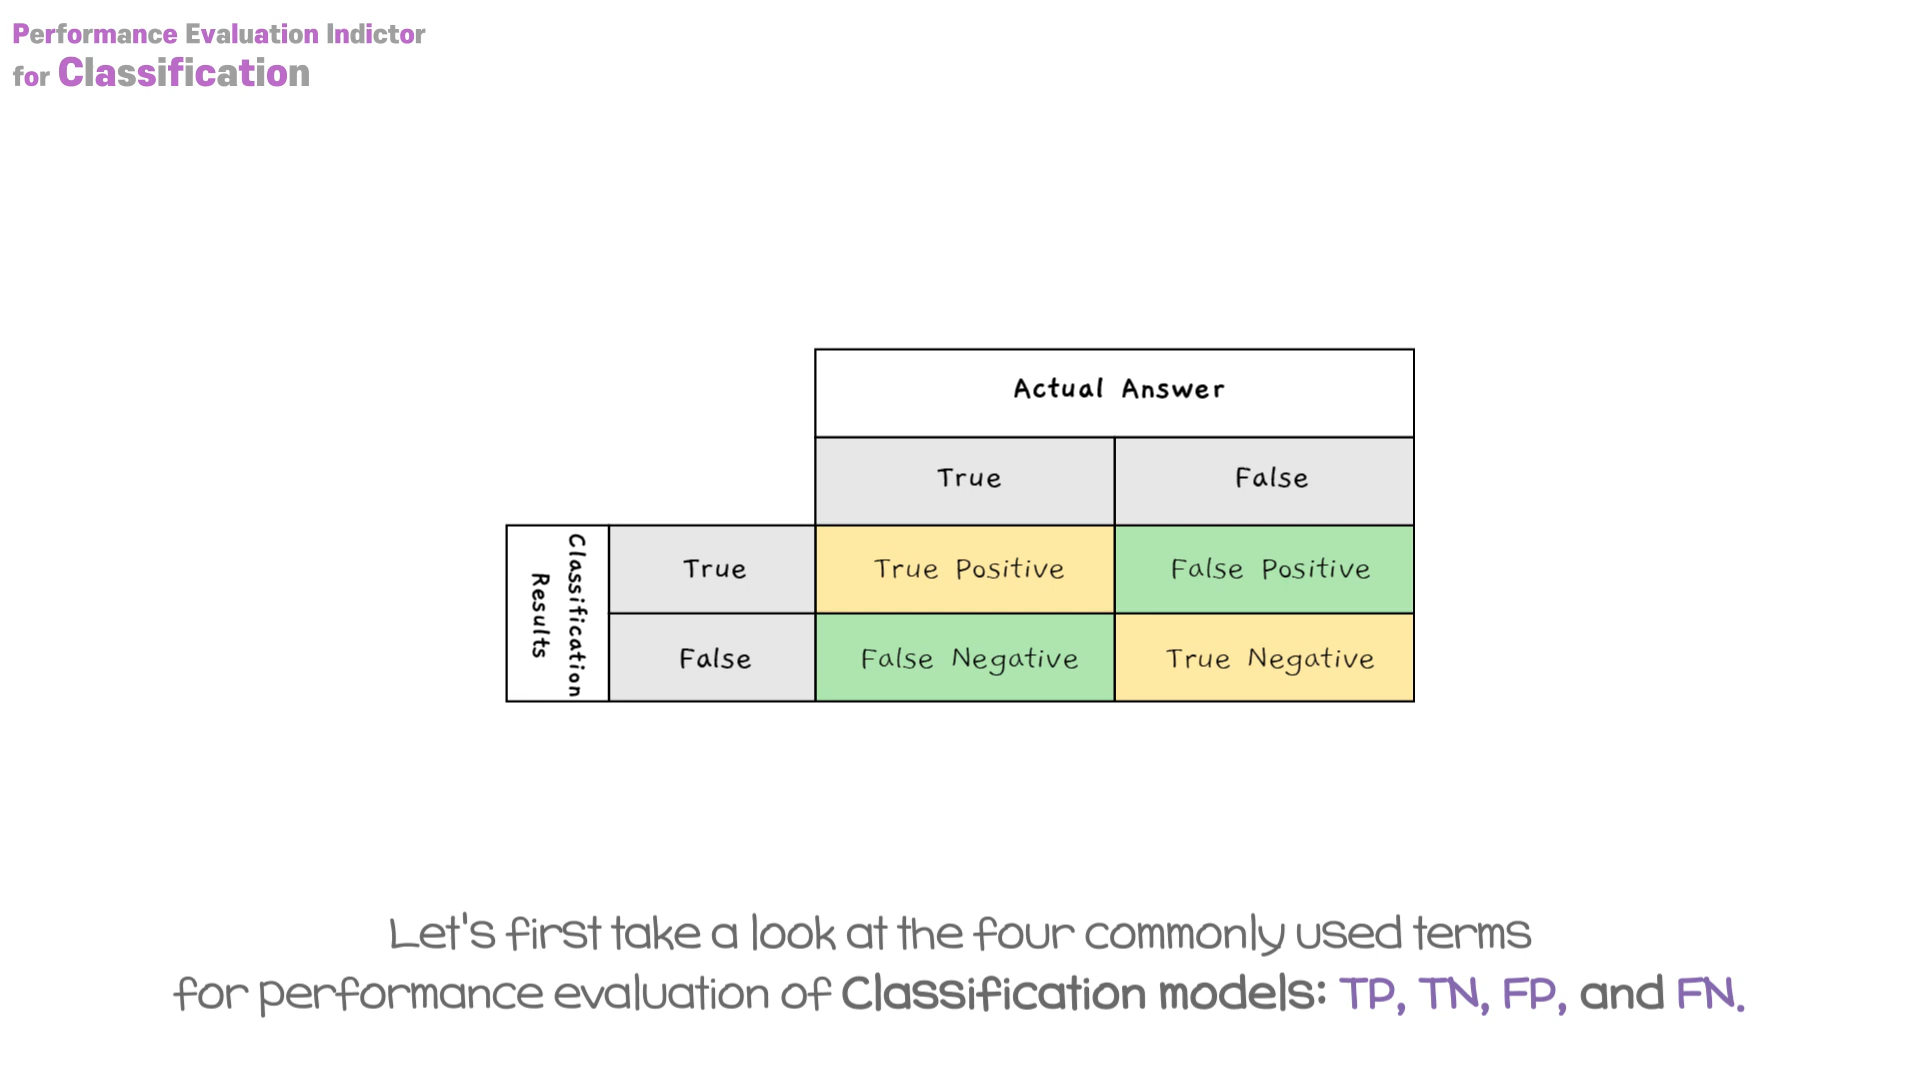 Performance Evaluation Indictor
for Classification
Actual Answer
True False
Classification
Results
True True Positive False Positive
False False Negative True Negative
Let's first take a look at the four commonly used terms
for performance evaluation of Classification models: TP, TN, FP, and FN.